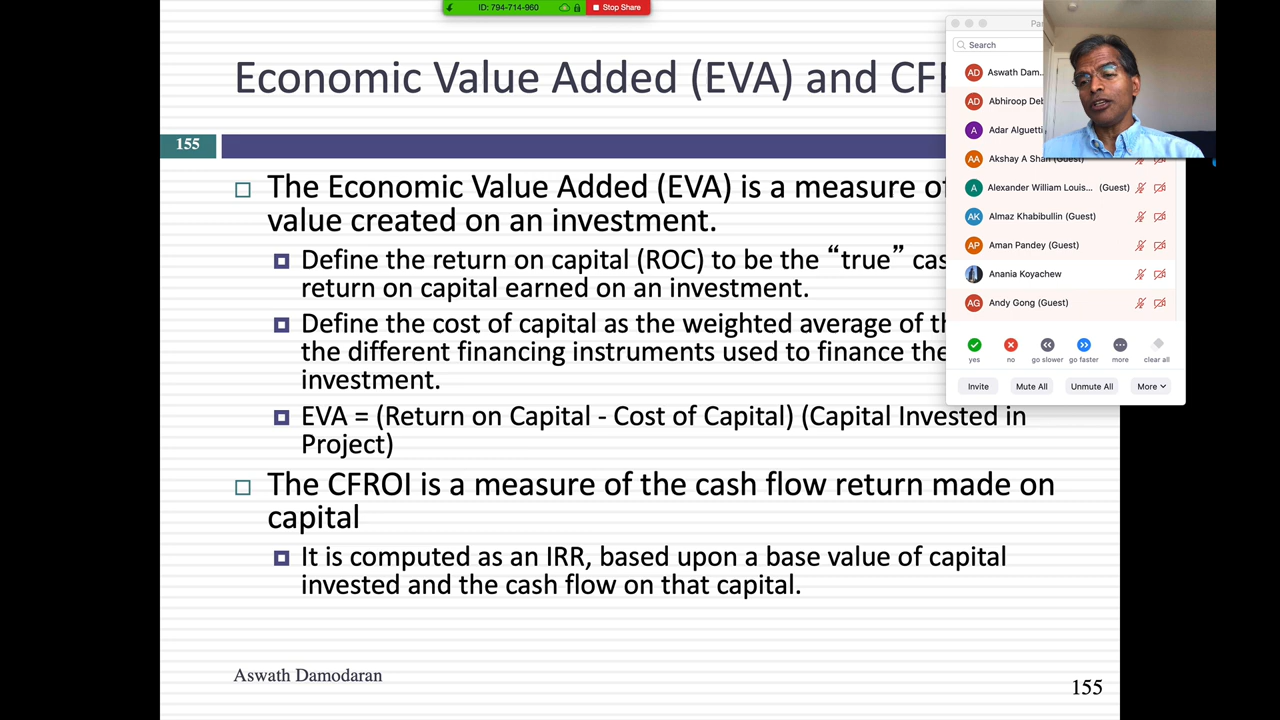 ID: 794-714-960
Stop Share
Economic Value Added (EVA) and
155
The Economic Value Added (EVA) is a measure
value created on an investment.
Define the return on capital (ROC) to be the “true”
return on capital earned on an investment.
Define the cost of capital as the weighted average of
the different financing instruments used to finance the
investment.
EVA = (Return on Capital - Cost of Capital) (Capital Invested in
Project)
The CFROI is a measure of the cash flow return made on
capital
It is computed as an IRR, based upon a base value of capital
invested and the cash flow on that capital.
Aswath Damodaran
155
Search
AD Aswath Dam...
AD Abhiroop Deb
A Adar Alguetti
AA Akshay A Shah (Guest)
A Alexander William Louis... (Guest)
AK Almaz Khabibullin (Guest)
AP Aman Pandey (Guest)
Anania Koyachew
AG Andy Gong (Guest)
yes no go slower go faster more clear all
Invite Mute All Unmute All More